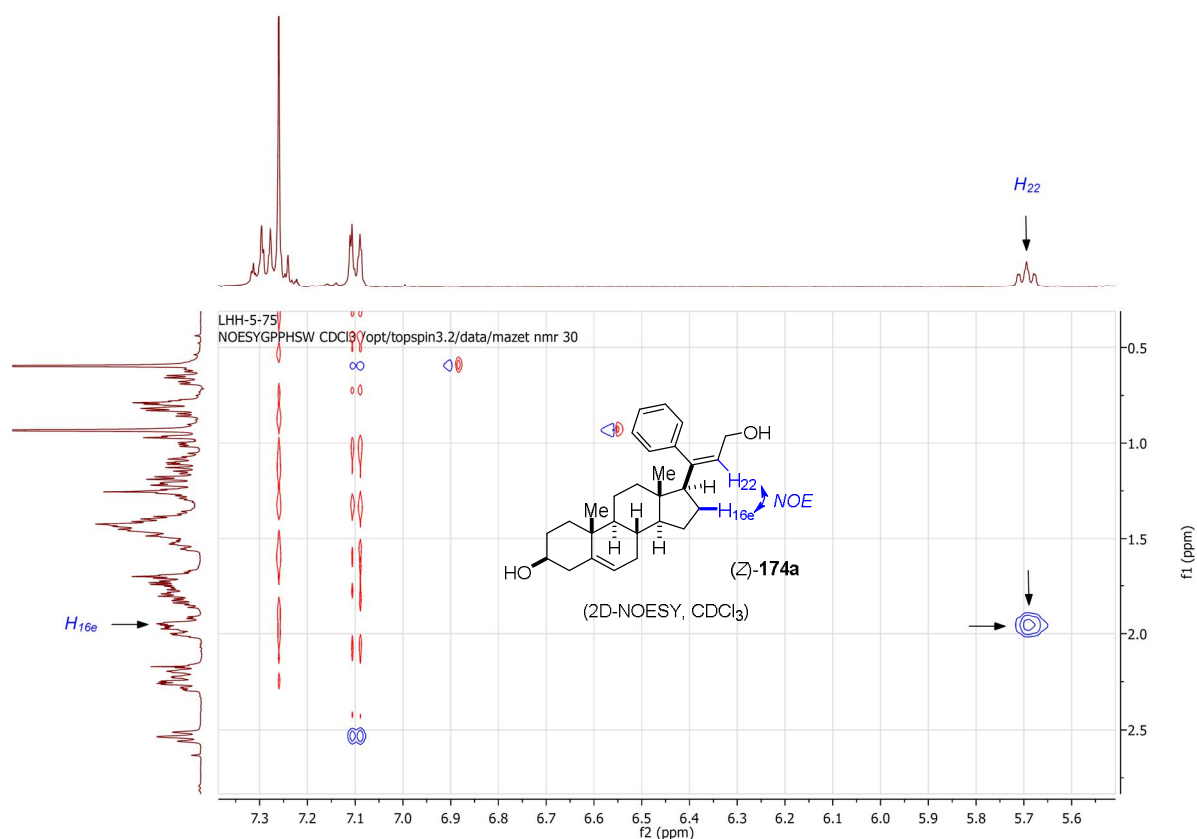 H22
LHH-5-75
NOESYGPPHSW CDCl3 /opt/topspin3.2/data/mazet nmr 30
0.5
OH
1.0
Me
H22
H
NOE
Me
H
H16e
1.5
H
H
(Z)-174a
HO
(2D-NOESY, CDCl3)
f1 (ppm)
H16e
2.0
2.5
7.3 7.2 7.1 7.0 6.9 6.8 6.7 6.6 6.5 6.4 6.3 6.2 6.1 6.0 5.9 5.8 5.7 5.6
f2 (ppm)